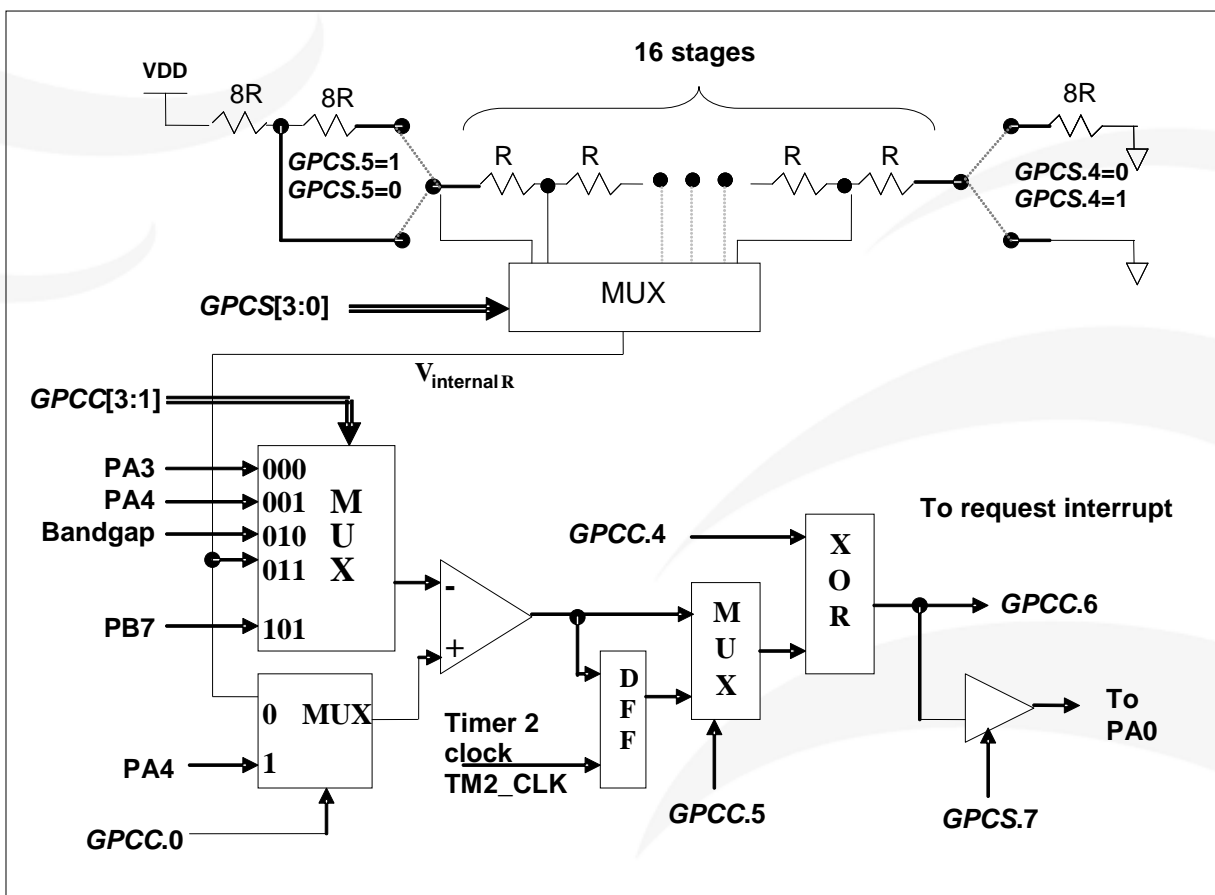 16 stages
VDD
8R
8R
8R
GPCS.5=1
GPCS.5=0
R
R
R
R
GPCS.4=0
GPCS.4=1
MUX
GPCS[3:0]
V internal R
GPCC[3:1]
PA3
000
PA4
001
Bandgap
010
011
PB7
101
M
U
X
-
+
0 MUX
1
PA4
GPCC.0
Timer 2
clock
TM2_CLK
D
F
F
M
U
X
GPCC.5
GPCC.4
X
O
R
To request interrupt
GPCC.6
To
PA0
GPCS.7